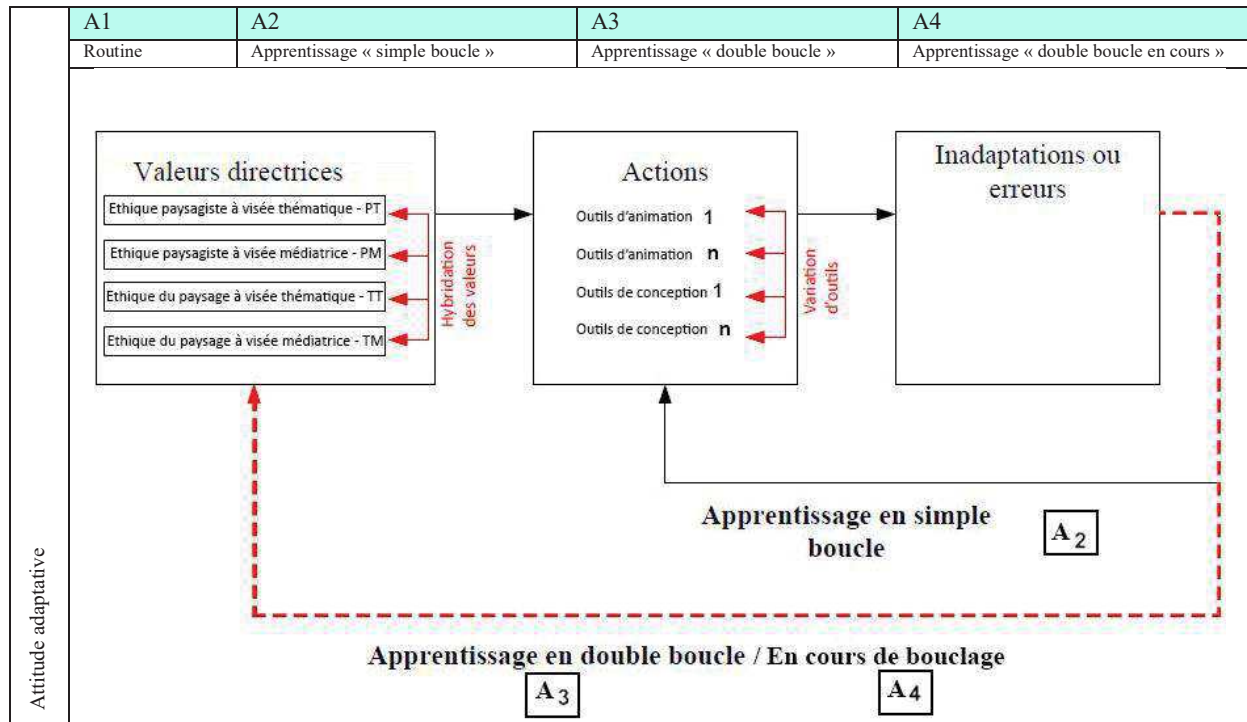 A1
A2
A3
A4
Routine
Apprentissage « simple boucle »
Apprentissage « double boucle »
Apprentissage « double boucle en cours »
Attitude adaptative
Valeurs directrices
Ethique paysagiste à visée thématique - PT
Ethique paysagiste à visée médiatrice - PM
Ethique du paysage à visée thématique - TT
Ethique du paysage à visée médiatrice - TM
Hybridation
des valeurs
Actions
Outils d'animation 1
Outils d'animation n
Outils de conception 1
Outils de conception n
Variation
d'outils
Inadaptations ou
erreurs
Apprentissage en simple
boucle
A2
Apprentissage en double boucle / En cours de bouclage
A3
A4